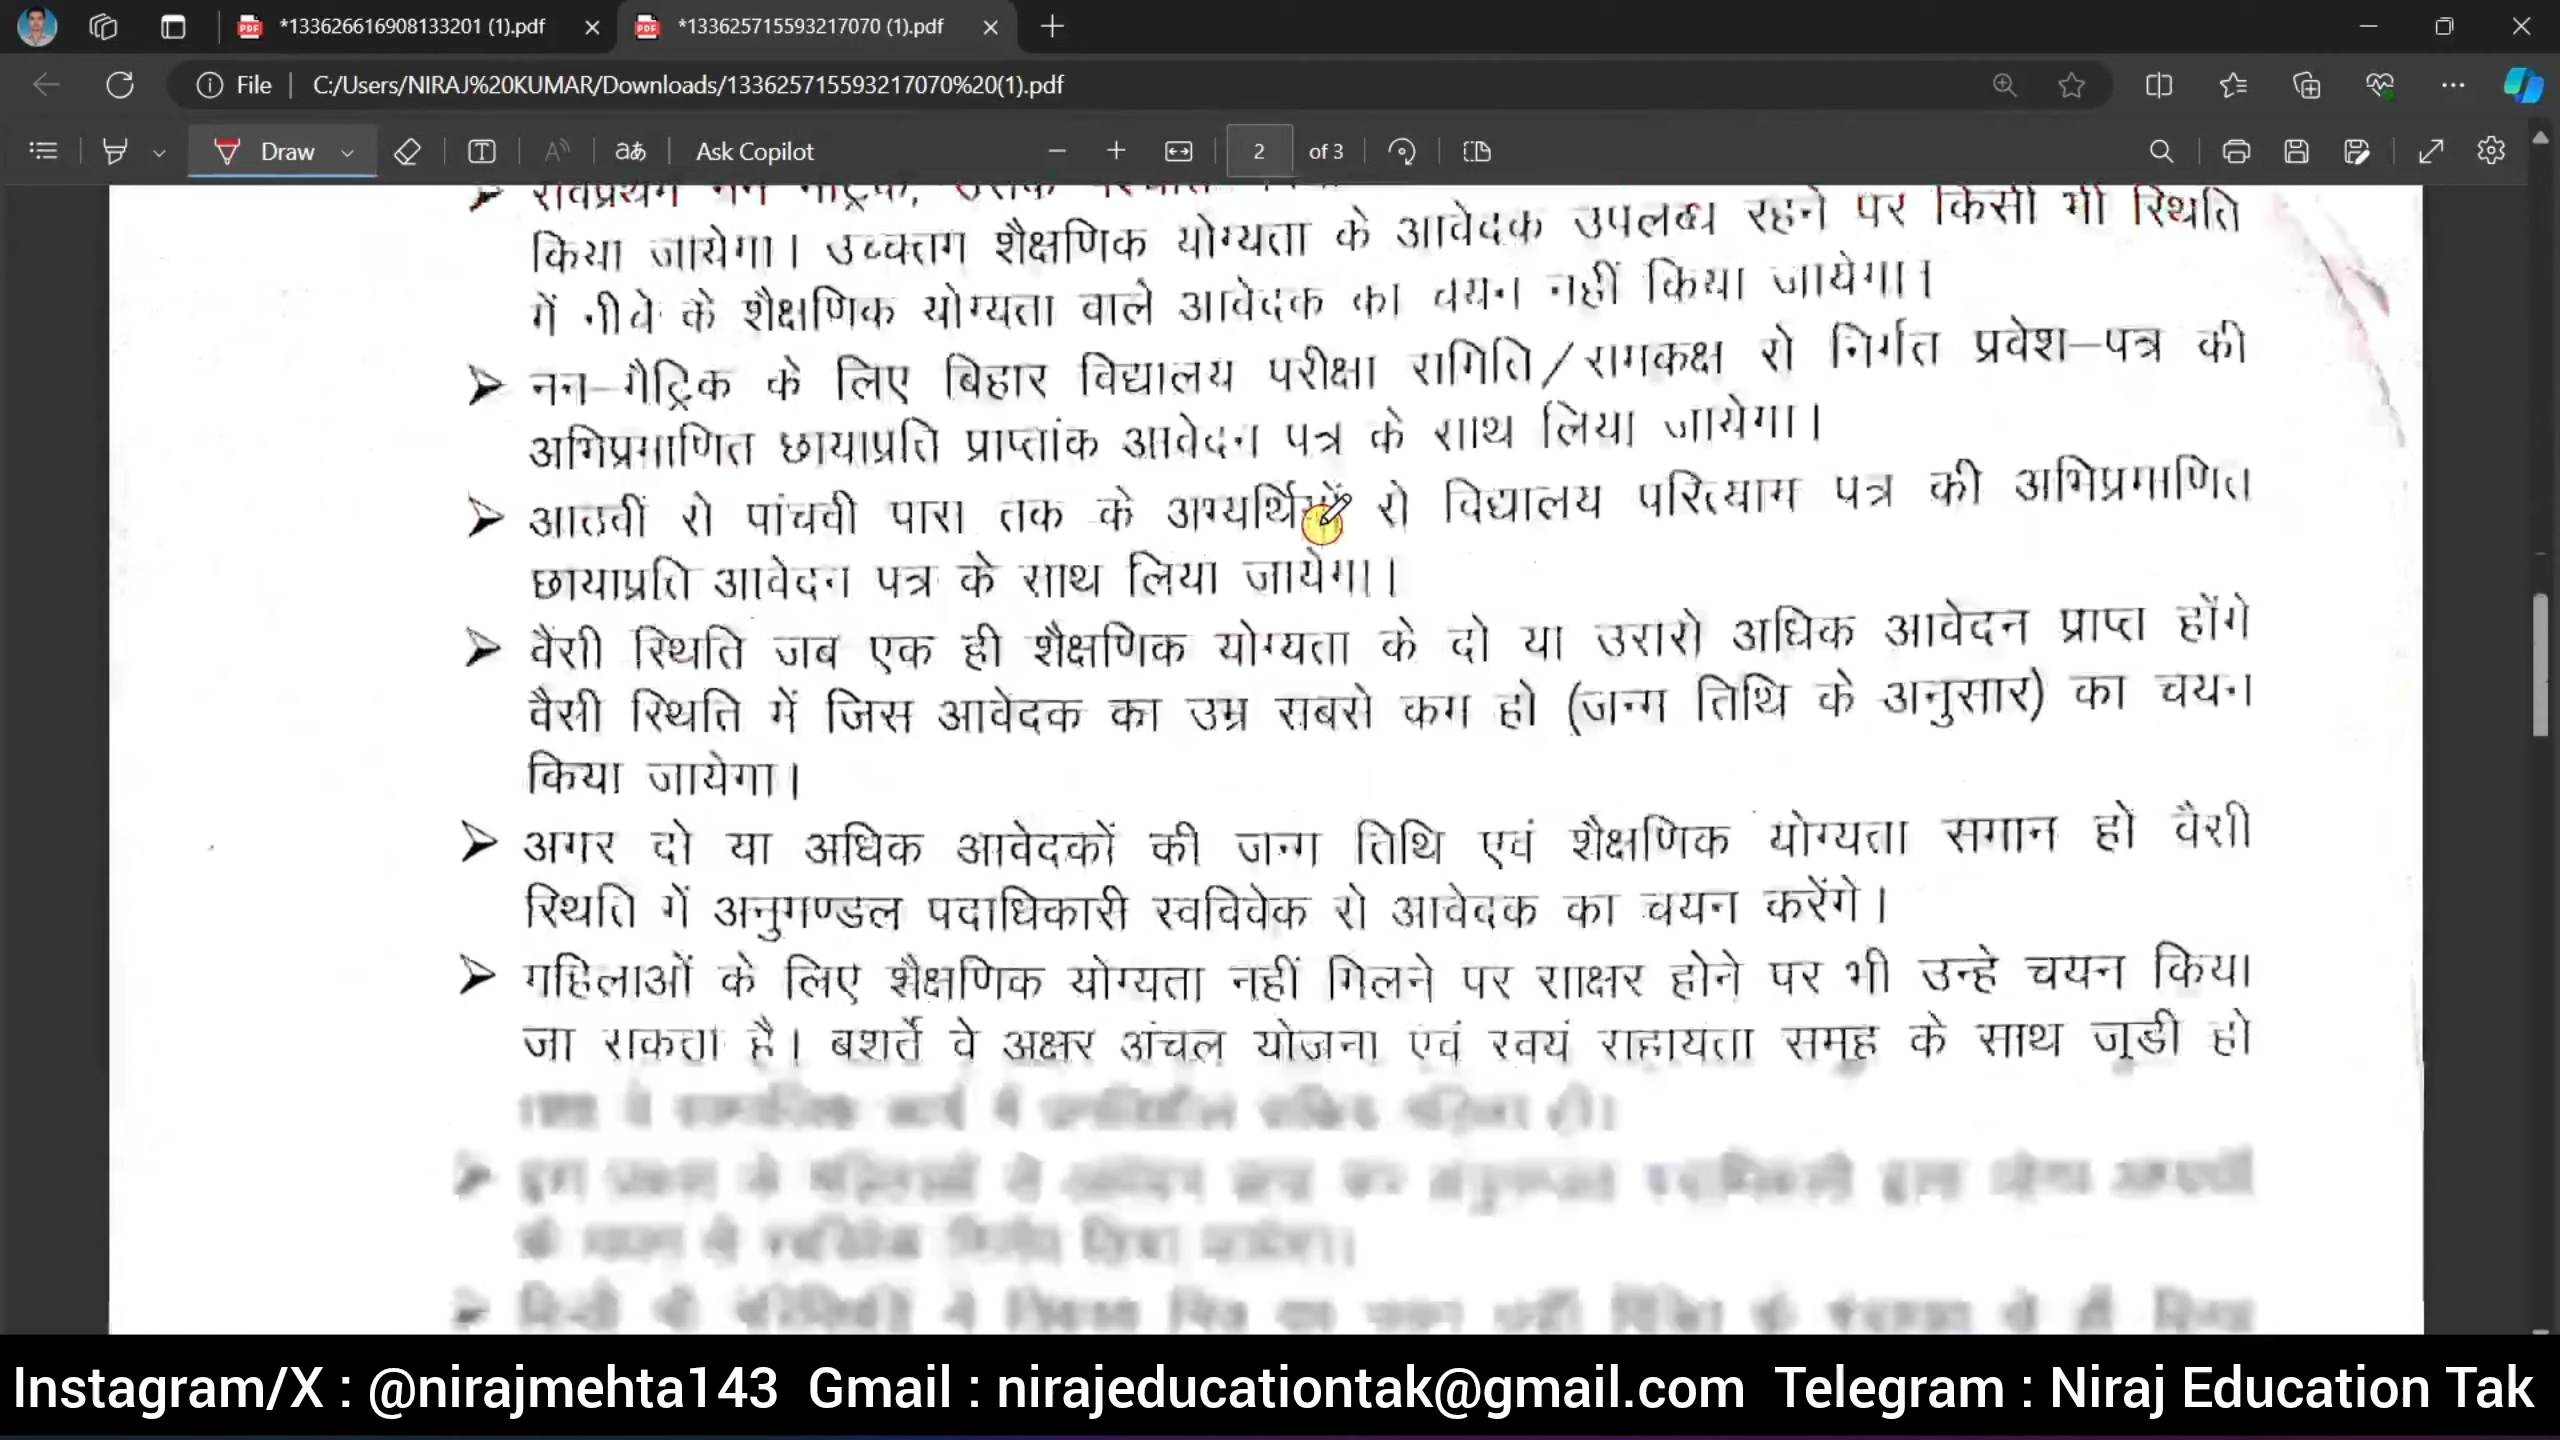 *133626616908133201 (1).pdf
*133625715593217070 (1).pdf
File
C:/Users/NIRAJ%20KUMAR/Downloads/133625715593217070%20(1).pdf
Draw
Ask Copilot
2 of 3
किया जायेगा। उच्चतम शैक्षणिक योग्यता के आवेदक उपलब्ध रहने पर किसी भी स्थिति
में नीचे के शैक्षणिक योग्यता वाले आवेदक का चयन नहीं किया जायेगा।
➢ नन-मैट्रिक के लिए बिहार विद्यालय परीक्षा समिति/समकक्ष से निर्गत प्रवेश-पत्र की
अभिप्रमाणित छायाप्रति प्राप्तांक आवेदन पत्र के साथ लिया जायेगा।
➢ आठवीं से पांचवी पास तक के अभ्यर्थियों से विद्यालय परित्याग पत्र की अभिप्रमाणित
छायाप्रति आवेदन पत्र के साथ लिया जायेगा।
➢ वैसी स्थिति जब एक ही शैक्षणिक योग्यता के दो या उससे अधिक आवेदन प्राप्त होंगे
वैसी स्थिति में जिस आवेदक का उम्र सबसे कम हो (जन्म तिथि के अनुसार) का चयन
किया जायेगा।
➢ अगर दो या अधिक आवेदकों की जन्म तिथि एवं शैक्षणिक योग्यता समान हो वैसी
स्थिति में अनुमण्डल पदाधिकारी स्वविवेक से आवेदक का चयन करेंगे।
➢ महिलाओं के लिए शैक्षणिक योग्यता नहीं मिलने पर साक्षर होने पर भी उन्हे चयन किया
जा सकता है। बशर्ते वे अक्षर अंचल योजना एवं स्वयं सहायता समूह के साथ जूडी हो
Instagram/X : @nirajmehta143 Gmail : nirajeducationtak@gmail.com Telegram : Niraj Education Tak